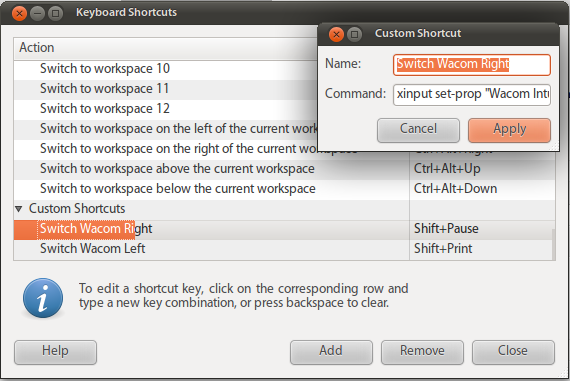 Keyboard Shortcuts
Action
Switch to workspace 10
Switch to workspace 11
Switch to workspace 12
Switch to workspace on the left of the current work
Switch to workspace on the right of the current workspace
Switch to workspace above the current workspace
Ctrl+Alt+Up
Switch to workspace below the current workspace
Ctrl+Alt+Down
Custom Shortcuts
Switch Wacom Right
Shift+Pause
Switch Wacom Left
Shift+Print
To edit a shortcut key, click on the corresponding row and
type a new key combination, or press backspace to clear.
Help
Add
Remove
Close
Custom Shortcut
Name:
Switch Wacom Right
Command:
xinput set-prop "Wacom Int
Cancel
Apply